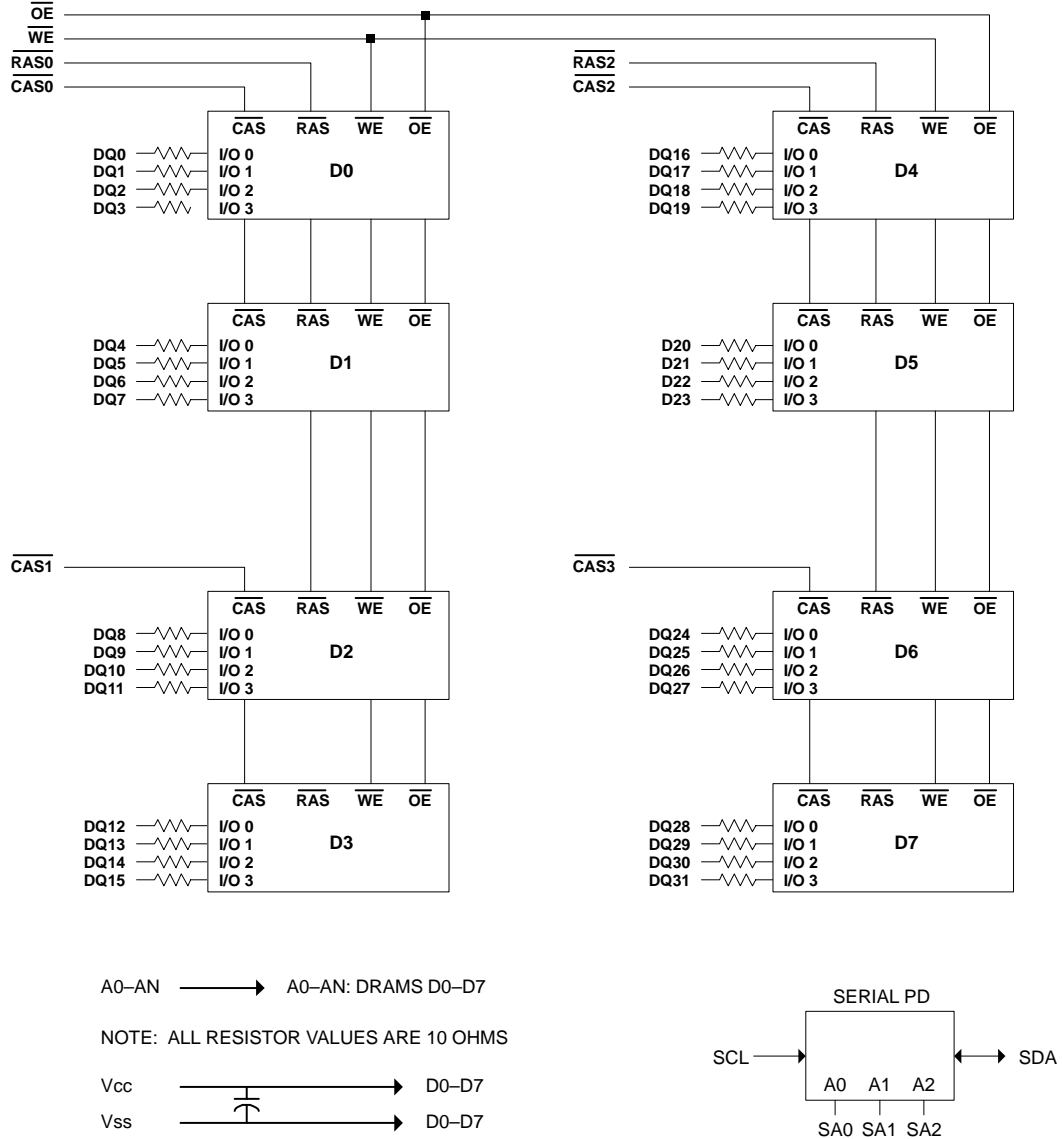 OE
WE
RAS0
RAS2
CAS0
CAS2
CAS RAS WE OE
DQ0 I/O 0
DQ1 I/O 1 D0
DQ2 I/O 2
DQ3 I/O 3
CAS RAS WE OE
DQ16 I/O 0
DQ17 I/O 1 D4
DQ18 I/O 2
DQ19 I/O 3
CAS RAS WE OE
DQ4 I/O 0
DQ5 I/O 1 D1
DQ6 I/O 2
DQ7 I/O 3
CAS RAS WE OE
D20 I/O 0
D21 I/O 1 D5
D22 I/O 2
D23 I/O 3
CAS1
CAS3
CAS RAS WE OE
DQ8 I/O 0
DQ9 I/O 1 D2
DQ10 I/O 2
DQ11 I/O 3
CAS RAS WE OE
DQ24 I/O 0
DQ25 I/O 1 D6
DQ26 I/O 2
DQ27 I/O 3
CAS RAS WE OE
DQ12 I/O 0
DQ13 I/O 1 D3
DQ14 I/O 2
DQ15 I/O 3
CAS RAS WE OE
DQ28 I/O 0
DQ29 I/O 1 D7
DQ30 I/O 2
DQ31 I/O 3
A0–AN A0–AN: DRAMS D0–D7
NOTE: ALL RESISTOR VALUES ARE 10 OHMS
Vcc D0–D7
Vss D0–D7
SERIAL PD
SCL SDA
A0 A1 A2
SA0 SA1 SA2